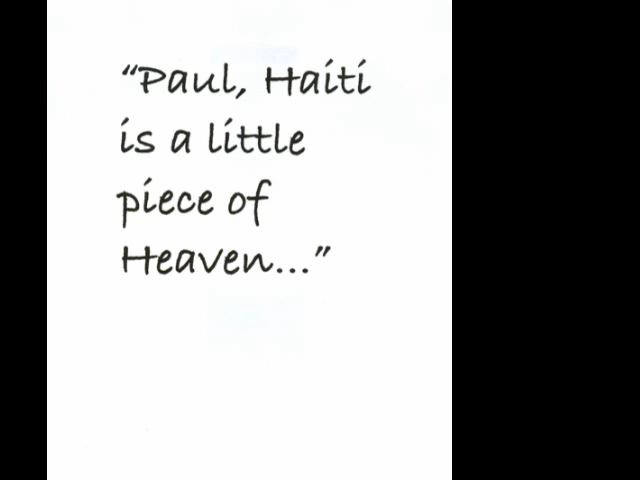 “Paul, Haiti
is a little
piece of
Heaven...”